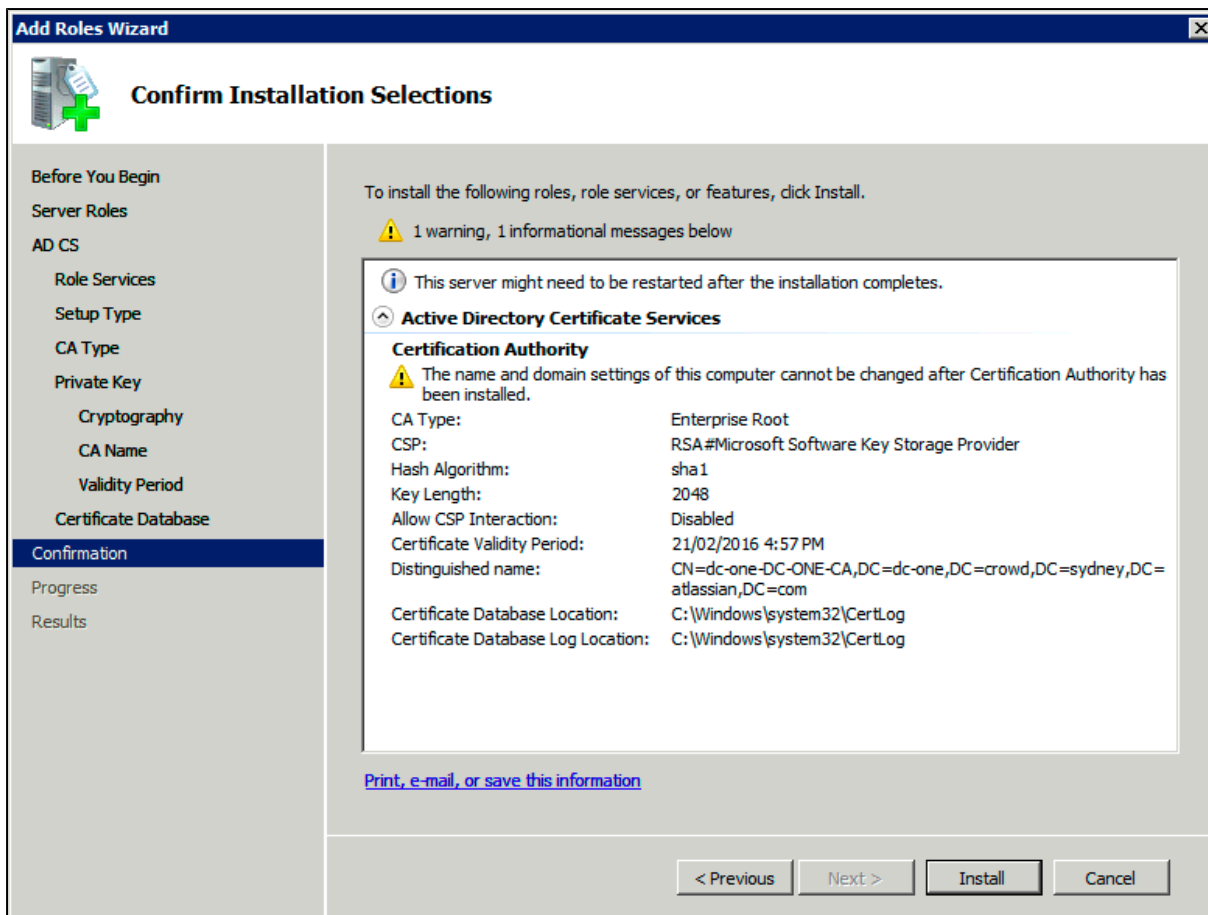 Add Roles Wizard
Confirm Installation Selections
Before You Begin
Server Roles
AD CS
Role Services
Setup Type
CA Type
Private Key
Cryptography
CA Name
Validity Period
Certificate Database
Confirmation
Progress
Results
To install the following roles, role services, or features, click Install.
1 warning, 1 informational messages below
This server might need to be restarted after the installation completes.
Active Directory Certificate Services
Certification Authority
The name and domain settings of this computer cannot be changed after Certification Authority has
been installed.
CA Type: Enterprise Root
CSP: RSA#Microsoft Software Key Storage Provider
Hash Algorithm: sha1
Key Length: 2048
Allow CSP Interaction: Disabled
Certificate Validity Period: 21/02/2016 4:57 PM
Distinguished name: CN=dc-one-DC-ONE-CA,DC=dc-one,DC=crowd,DC=sydney,DC=
atlassian,DC=com
Certificate Database Location: C:\Windows\system32\CertLog
Certificate Database Log Location: C:\Windows\system32\CertLog
Print, e-mail, or save this information
< Previous Next > Install Cancel